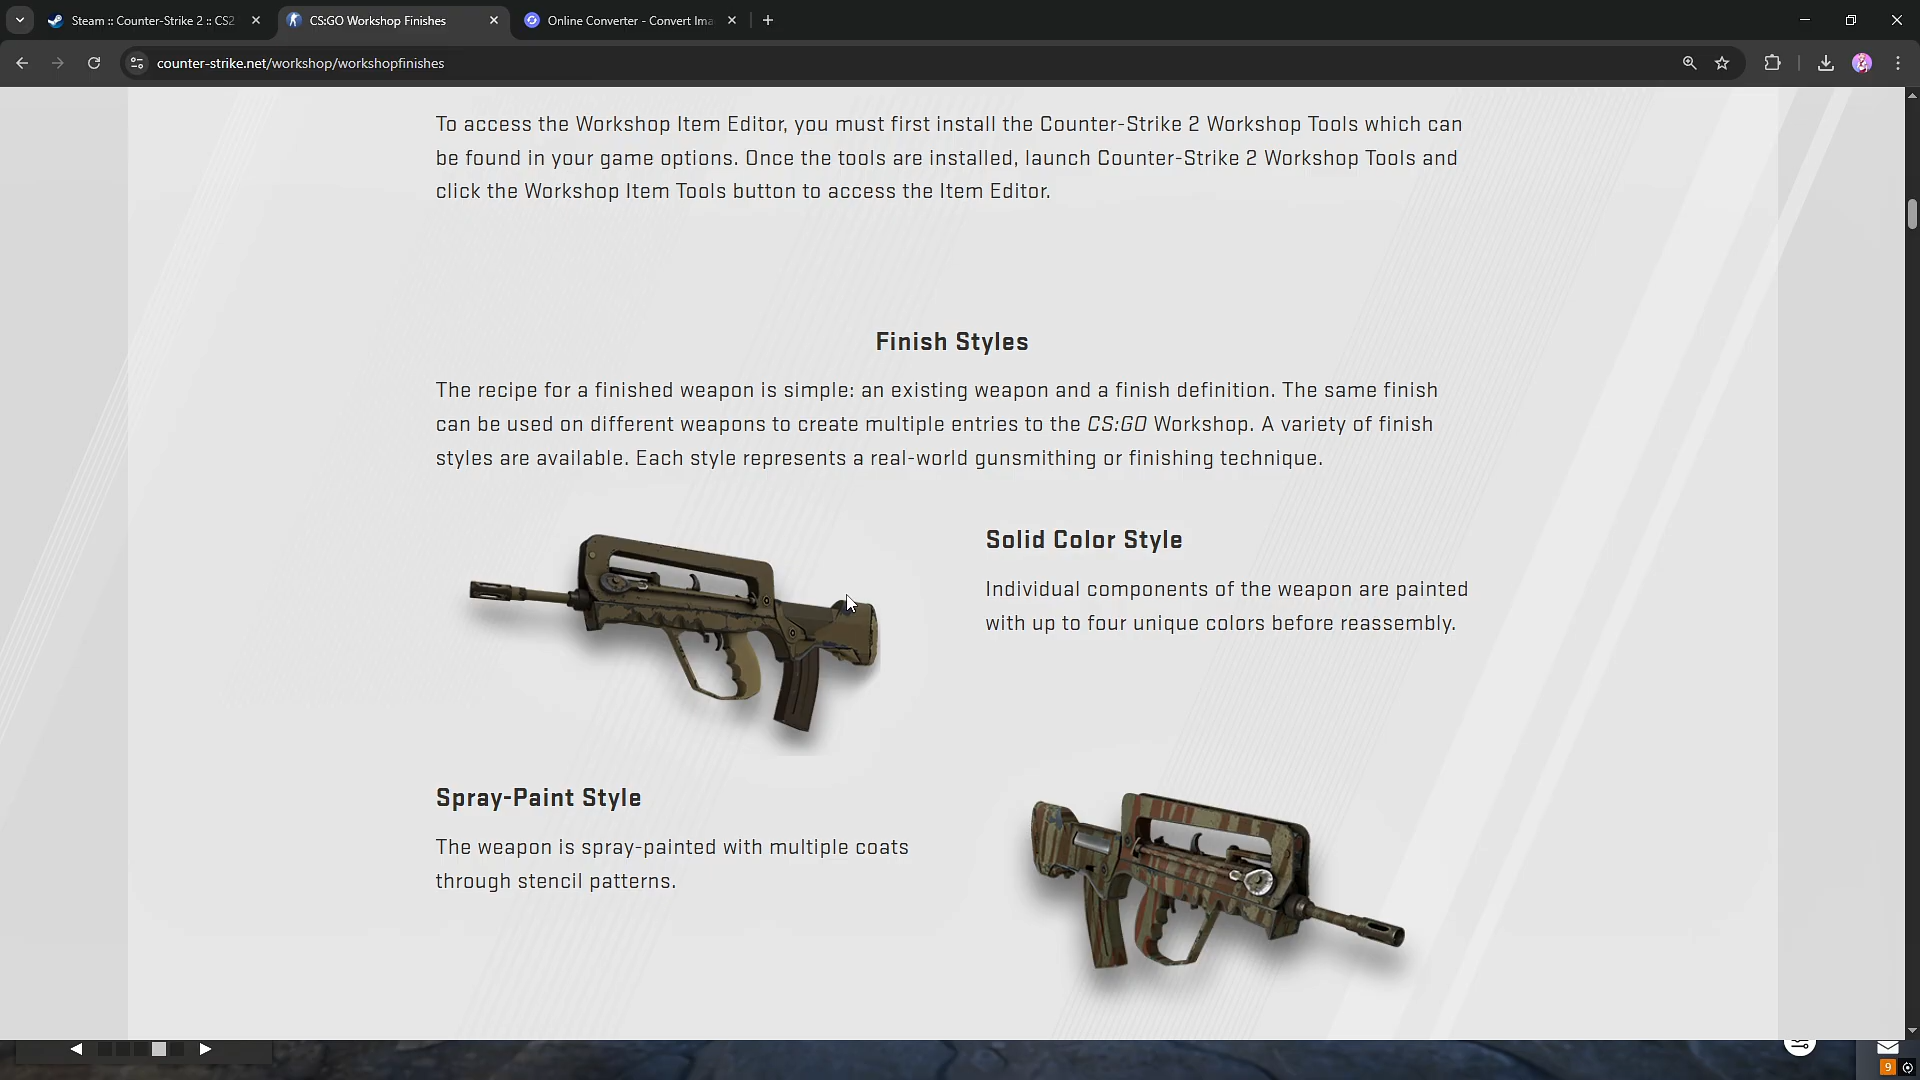 Steam :: Counter-Strike 2 :: CS2
CS:GO Workshop Finishes
Online Converter - Convert Ima
counter-strike.net/workshop/workshopfinishes
To access the Workshop Item Editor, you must first install the Counter-Strike 2 Workshop Tools which can
be found in your game options. Once the tools are installed, launch Counter-Strike 2 Workshop Tools and
click the Workshop Item Tools button to access the Item Editor.
Finish Styles
The recipe for a finished weapon is simple: an existing weapon and a finish definition. The same finish
can be used on different weapons to create multiple entries to the CS:GO Workshop. A variety of finish
styles are available. Each style represents a real-world gunsmithing or finishing technique.
Solid Color Style
Individual components of the weapon are painted
with up to four unique colors before reassembly.
Spray-Paint Style
The weapon is spray-painted with multiple coats
through stencil patterns.
9